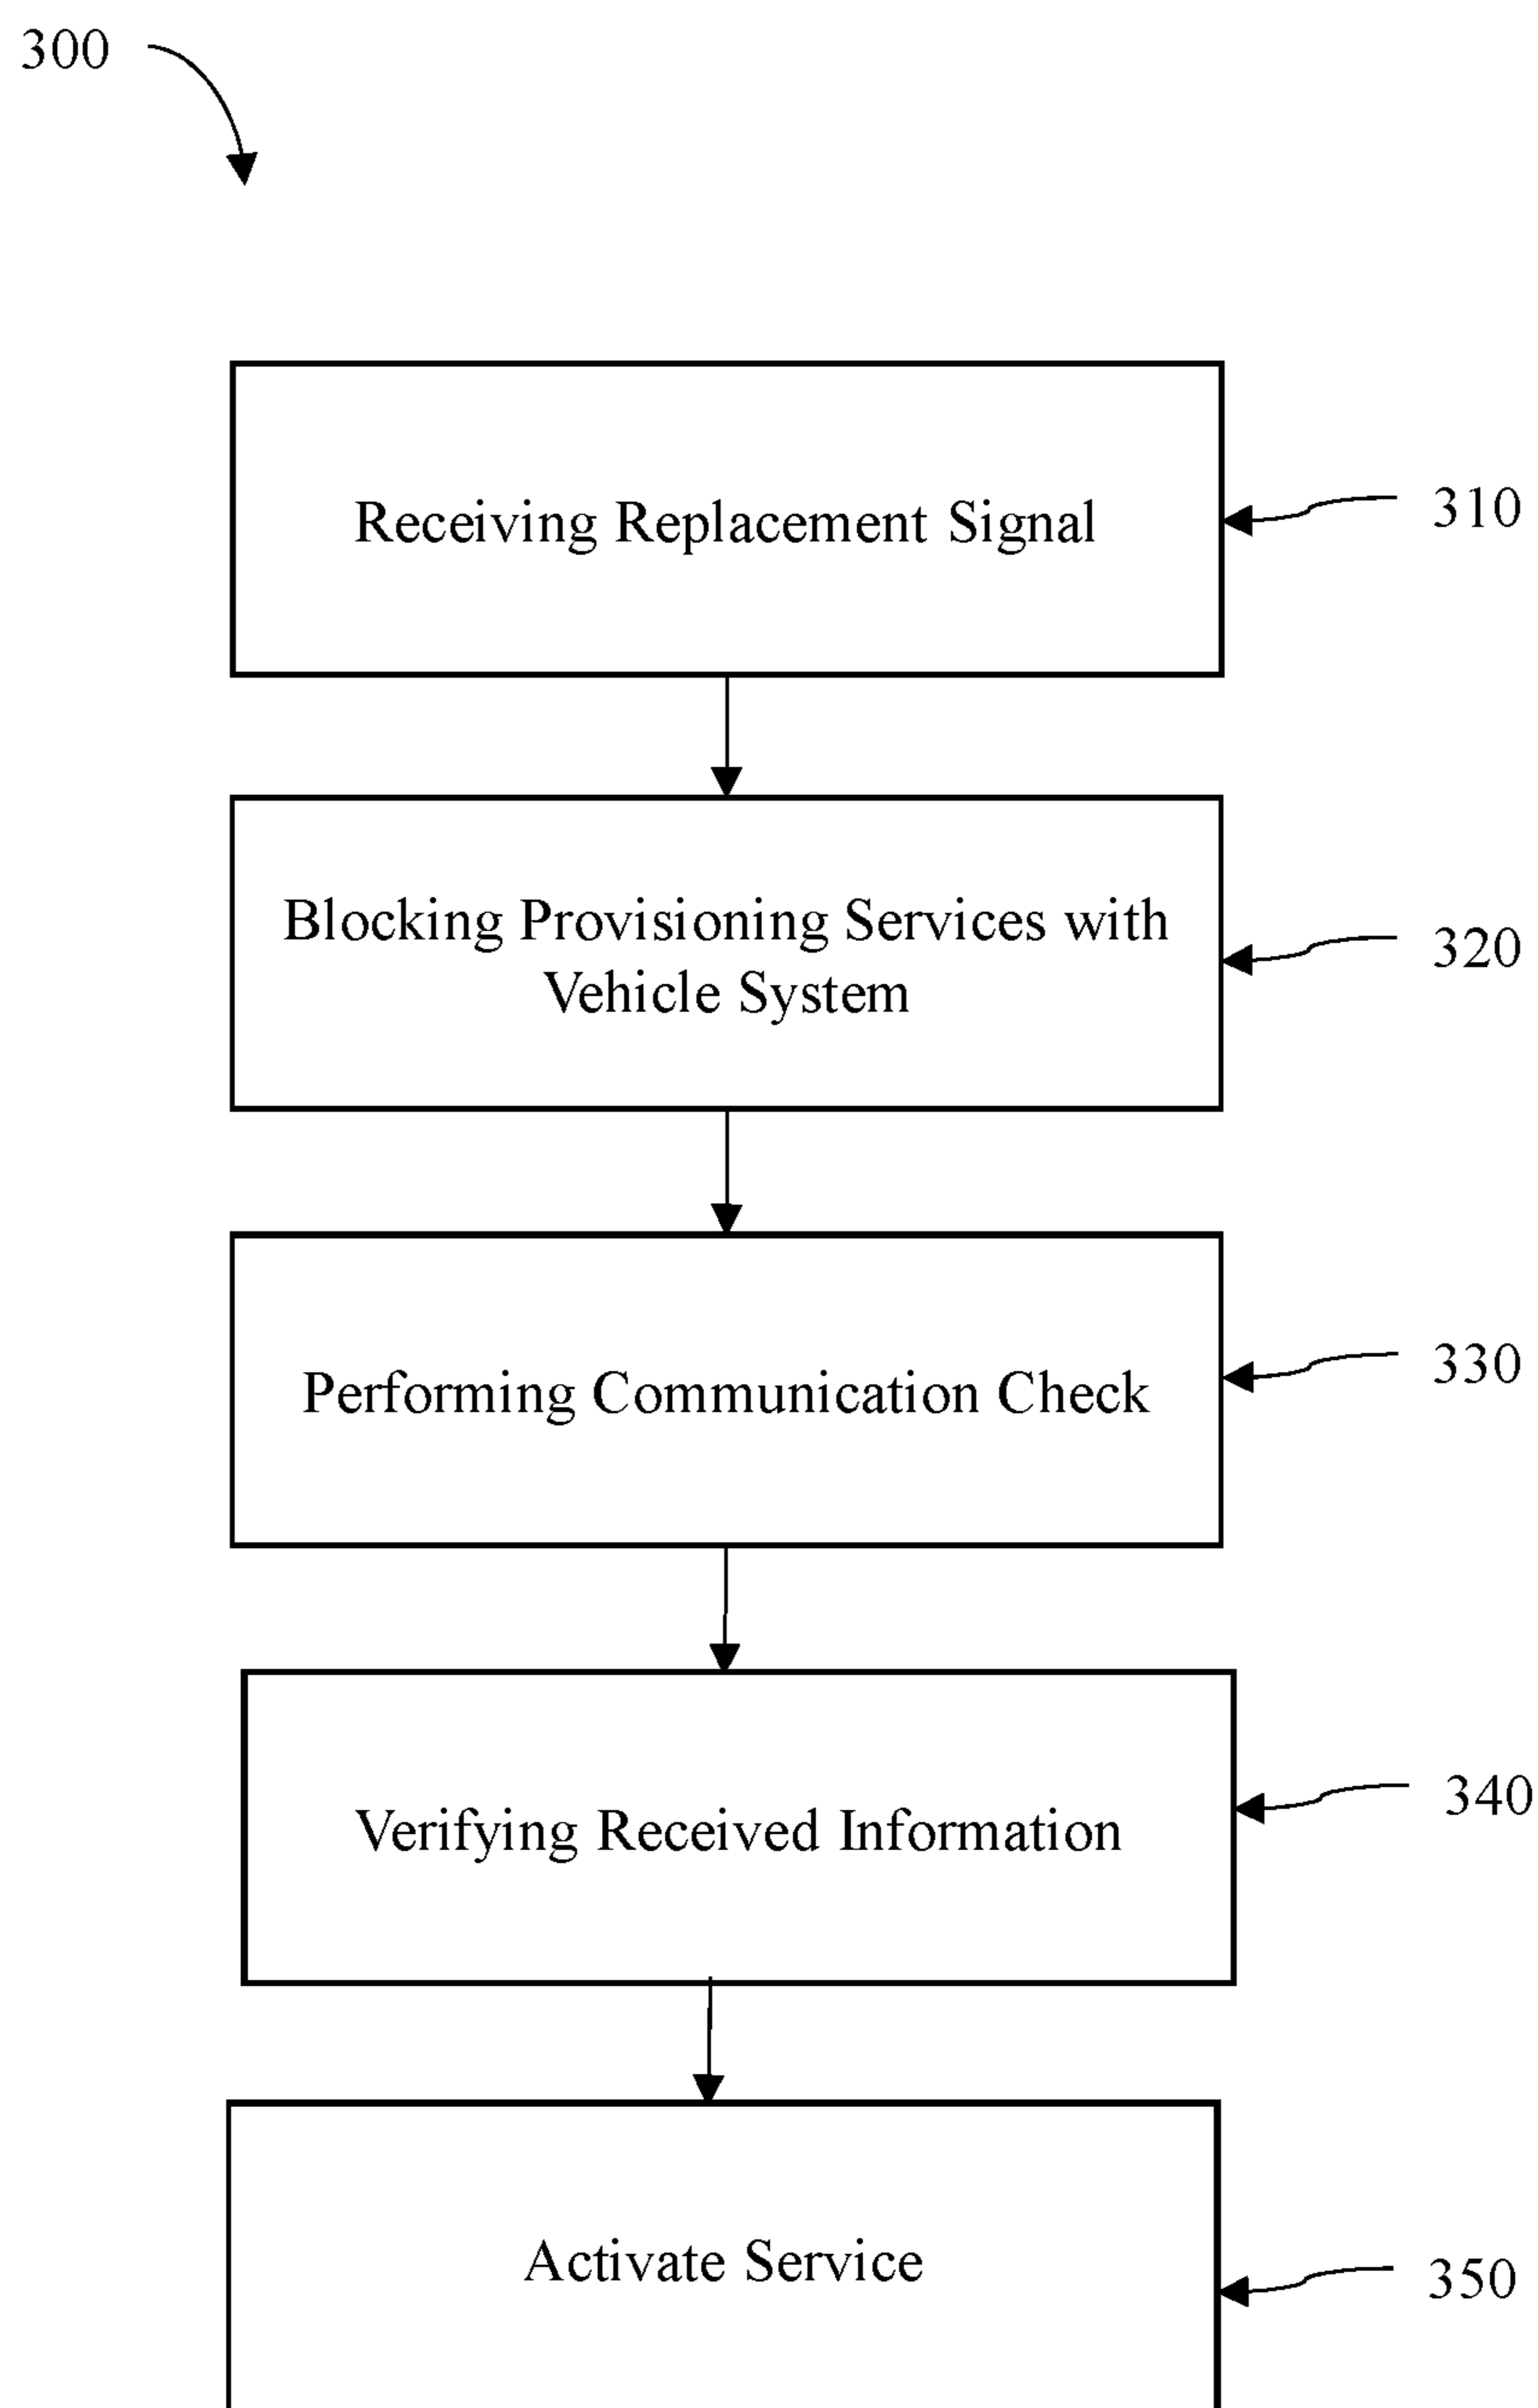 300
Receiving Replacement Signal
310
Blocking Provisioning Services with
Vehicle System
320
Performing Communication Check
330
Verifying Received Information
340
Activate Service
350